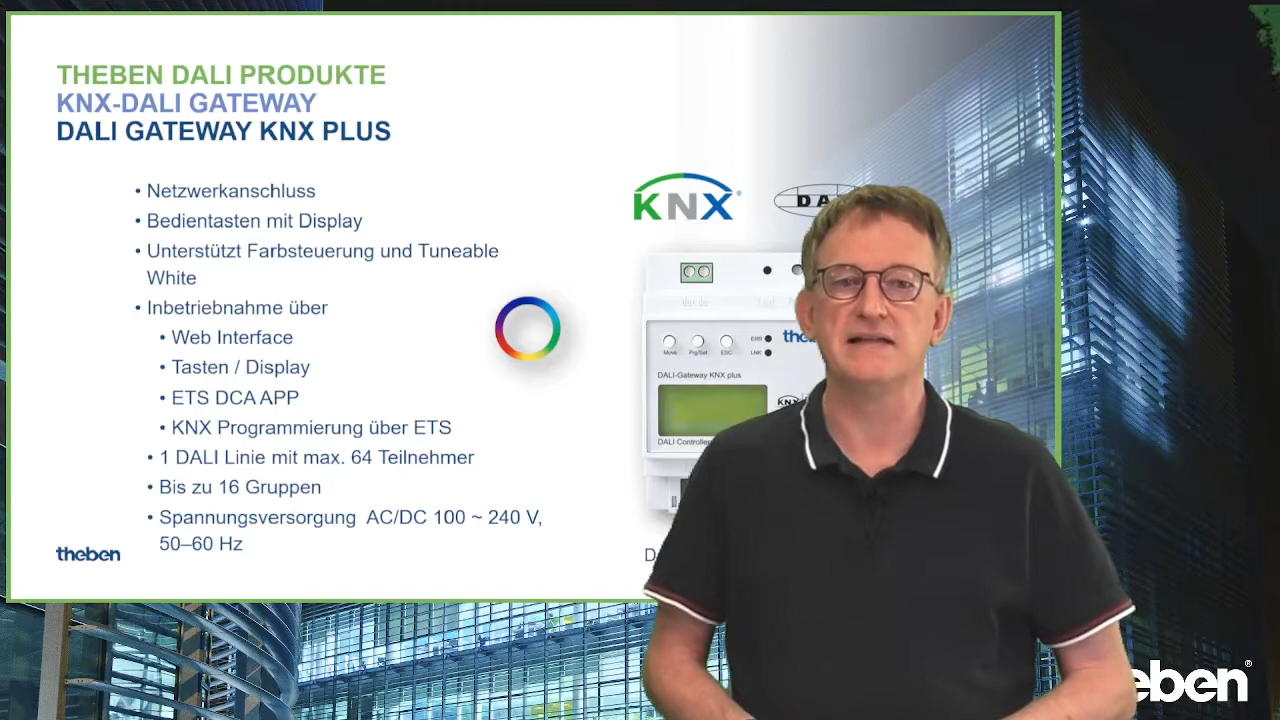 THEBEN DALI PRODUKTE
KNX-DALI GATEWAY
DALI GATEWAY KNX PLUS
• Netzwerkanschluss
• Bedientasten mit Display
• Unterstützt Farbsteuerung und Tuneable
White
• Inbetriebnahme über
• Web Interface
• Tasten / Display
• ETS DCA APP
• KNX Programmierung über ETS
• 1 DALI Linie mit max. 64 Teilnehmer
• Bis zu 16 Gruppen
• Spannungsversorgung AC/DC 100 ~ 240 V,
50–60 Hz
theben
KNX®
DA
ERR
LNK
the
Move
Prg/Set
ESC
DALI-Gateway KNX plus
KNX
DALI Controller
D
eben®